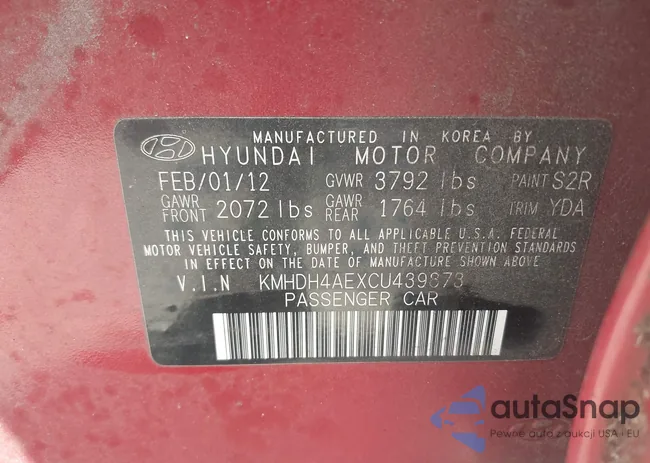 MANUFACTURED IN KOREA BY
HYUNDAI MOTOR COMPANY
FEB/01/12 GVWR 3792 lbs PAINT S2R
GAWR FRONT 2072 lbs GAWR REAR 1764 lbs TRIM YDA
THIS VEHICLE CONFORMS TO ALL APPLICABLE U.S.A. FEDERAL
MOTOR VEHICLE SAFETY, BUMPER, AND THEFT PREVENTION STANDARDS
IN EFFECT ON THE DATE OF MANUFACTURE SHOWN ABOVE
V.I.N KMHDH4AEXCU439873
PASSENGER CAR
autaSnap
Pewne auto z aukcji USA i EU